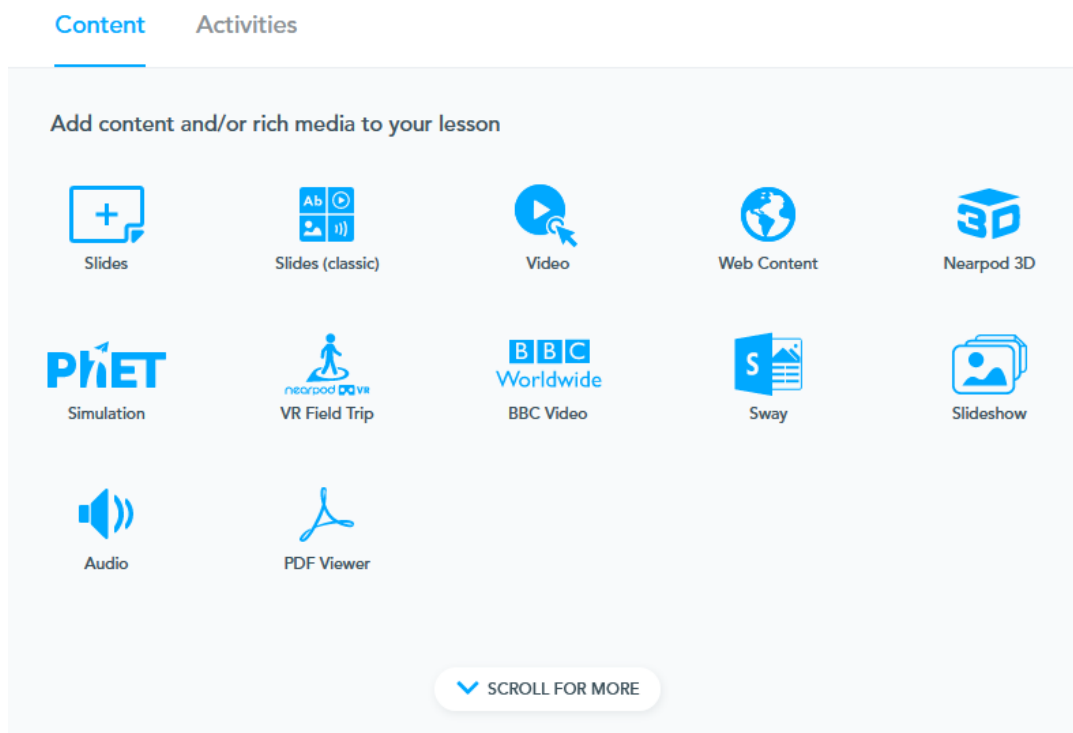 Content Activities
Add content and/or rich media to your lesson
Ab
Slides Slides (classic) Video Web Content Nearpod 3D
3D
PhET nearpod VR BBC Worldwide S
Simulation VR Field Trip BBC Video Sway Slideshow
Audio PDF Viewer
SCROLL FOR MORE